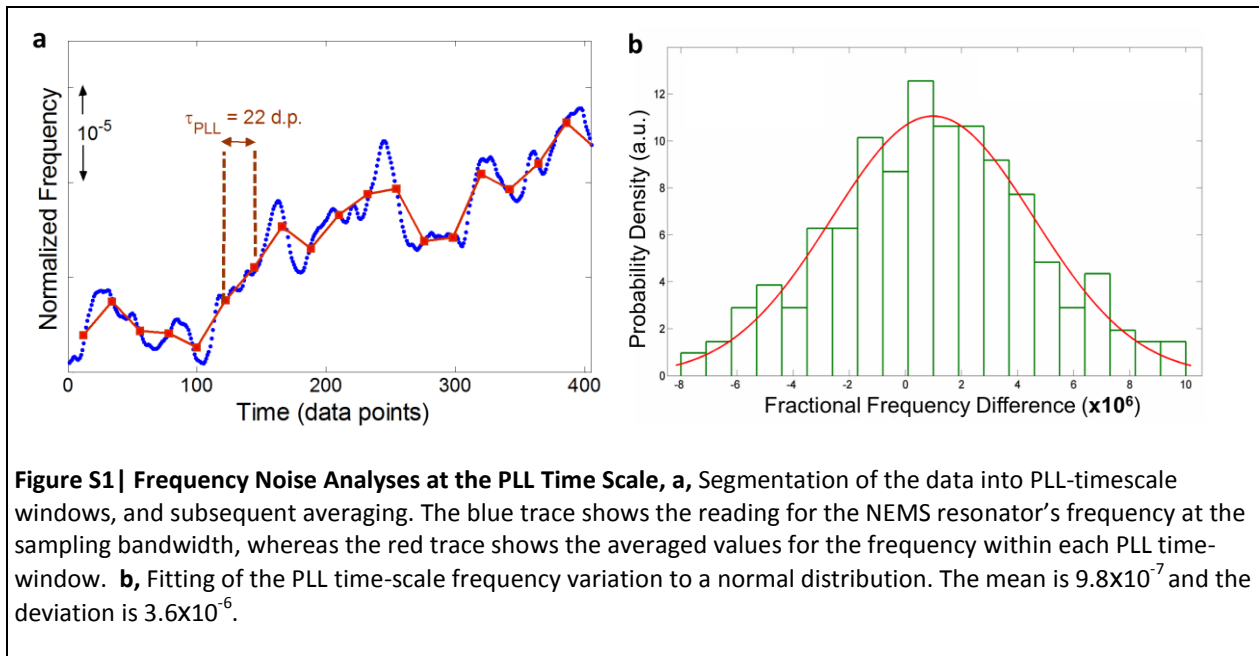 a
Normalized Frequency
10⁻⁵
τPLL = 22 d.p.
0 100 200 300 400
Time (data points)
b
Probability Density (a.u.)
12
10
8
6
4
2
0
-8 -6 -4 -2 0 2 4 6 8 10
Fractional Frequency Difference (x10⁶)
Figure S1| Frequency Noise Analyses at the PLL Time Scale, a, Segmentation of the data into PLL-timescale
windows, and subsequent averaging. The blue trace shows the reading for the NEMS resonator’s frequency at the
sampling bandwidth, whereas the red trace shows the averaged values for the frequency within each PLL time-
window. b, Fitting of the PLL time-scale frequency variation to a normal distribution. The mean is 9.8x10⁻⁷ and the
deviation is 3.6x10⁻⁶.